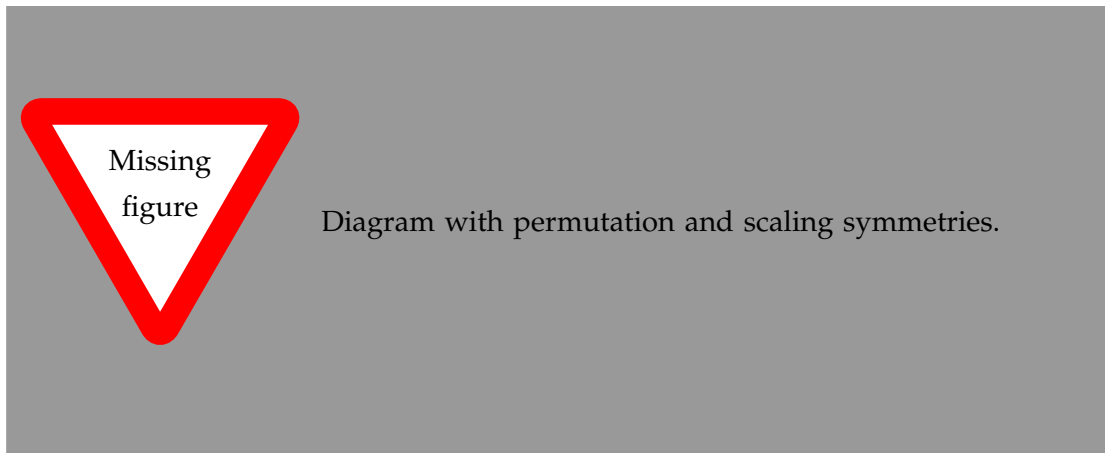 Missing
figure
Diagram with permutation and scaling symmetries.